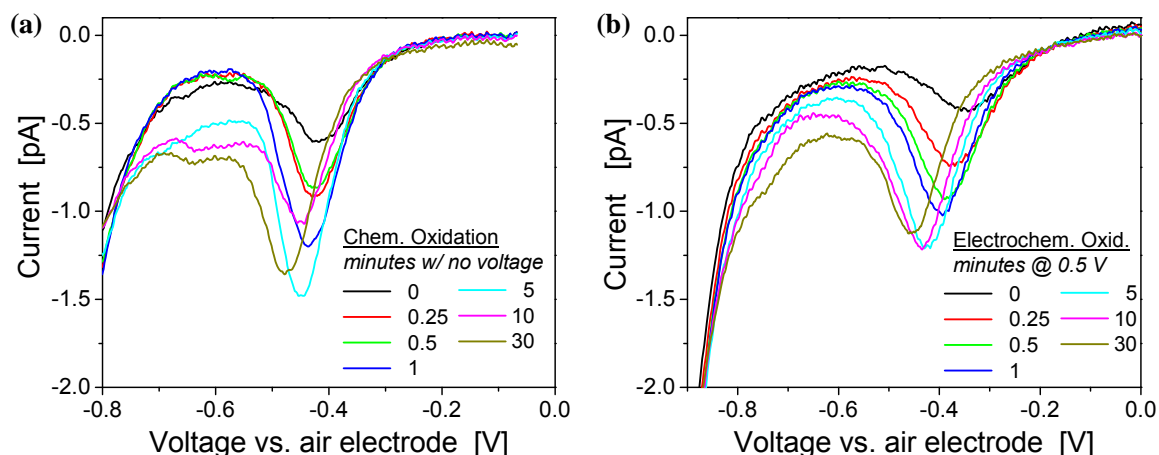 (a)
0.0
-0.5
-1.0
-1.5
-2.0
Current [pA]
Chem. Oxidation
minutes w/ no voltage
0 5
0.25 10
0.5 30
1
-0.8 -0.6 -0.4 -0.2 0.0
Voltage vs. air electrode [V]
(b)
0.0
-0.5
-1.0
-1.5
-2.0
Current [pA]
Electrochem. Oxid.
minutes @ 0.5 V
0 5
0.25 10
0.5 30
1
-0.8 -0.6 -0.4 -0.2 0.0
Voltage vs. air electrode [V]